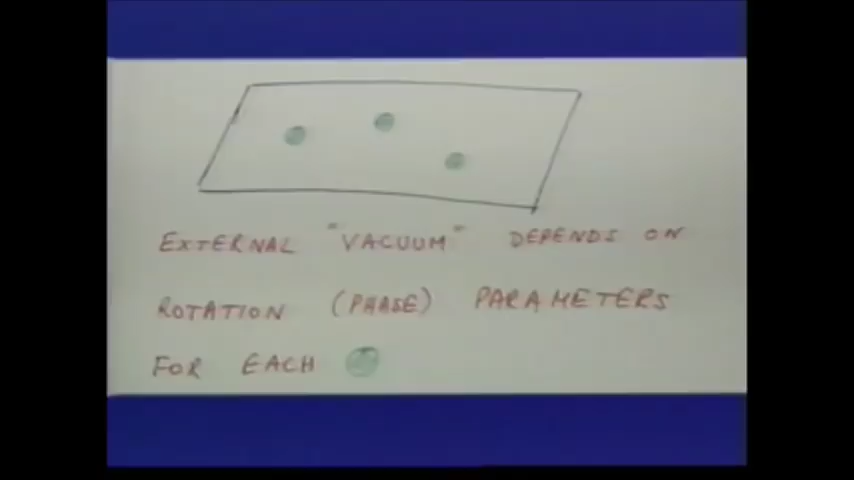 EXTERNAL "VACUUM" DEPENDS ON
ROTATION (PHASE) PARAMETERS
FOR EACH